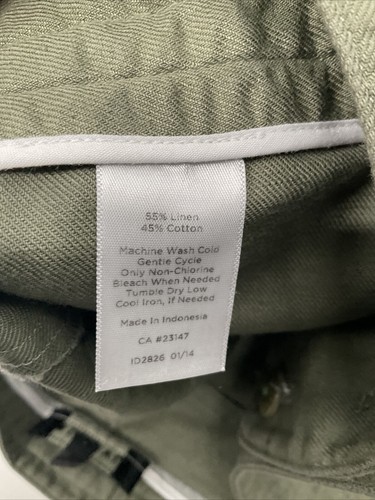 55% Linen
45% Cotton
Machine Wash Cold
Gentle Cycle
Only Non-Chlorine
Bleach When Needed
Tumble Dry Low
Cool Iron, If Needed
Made In Indonesia
CA #23147
ID2826 01/14